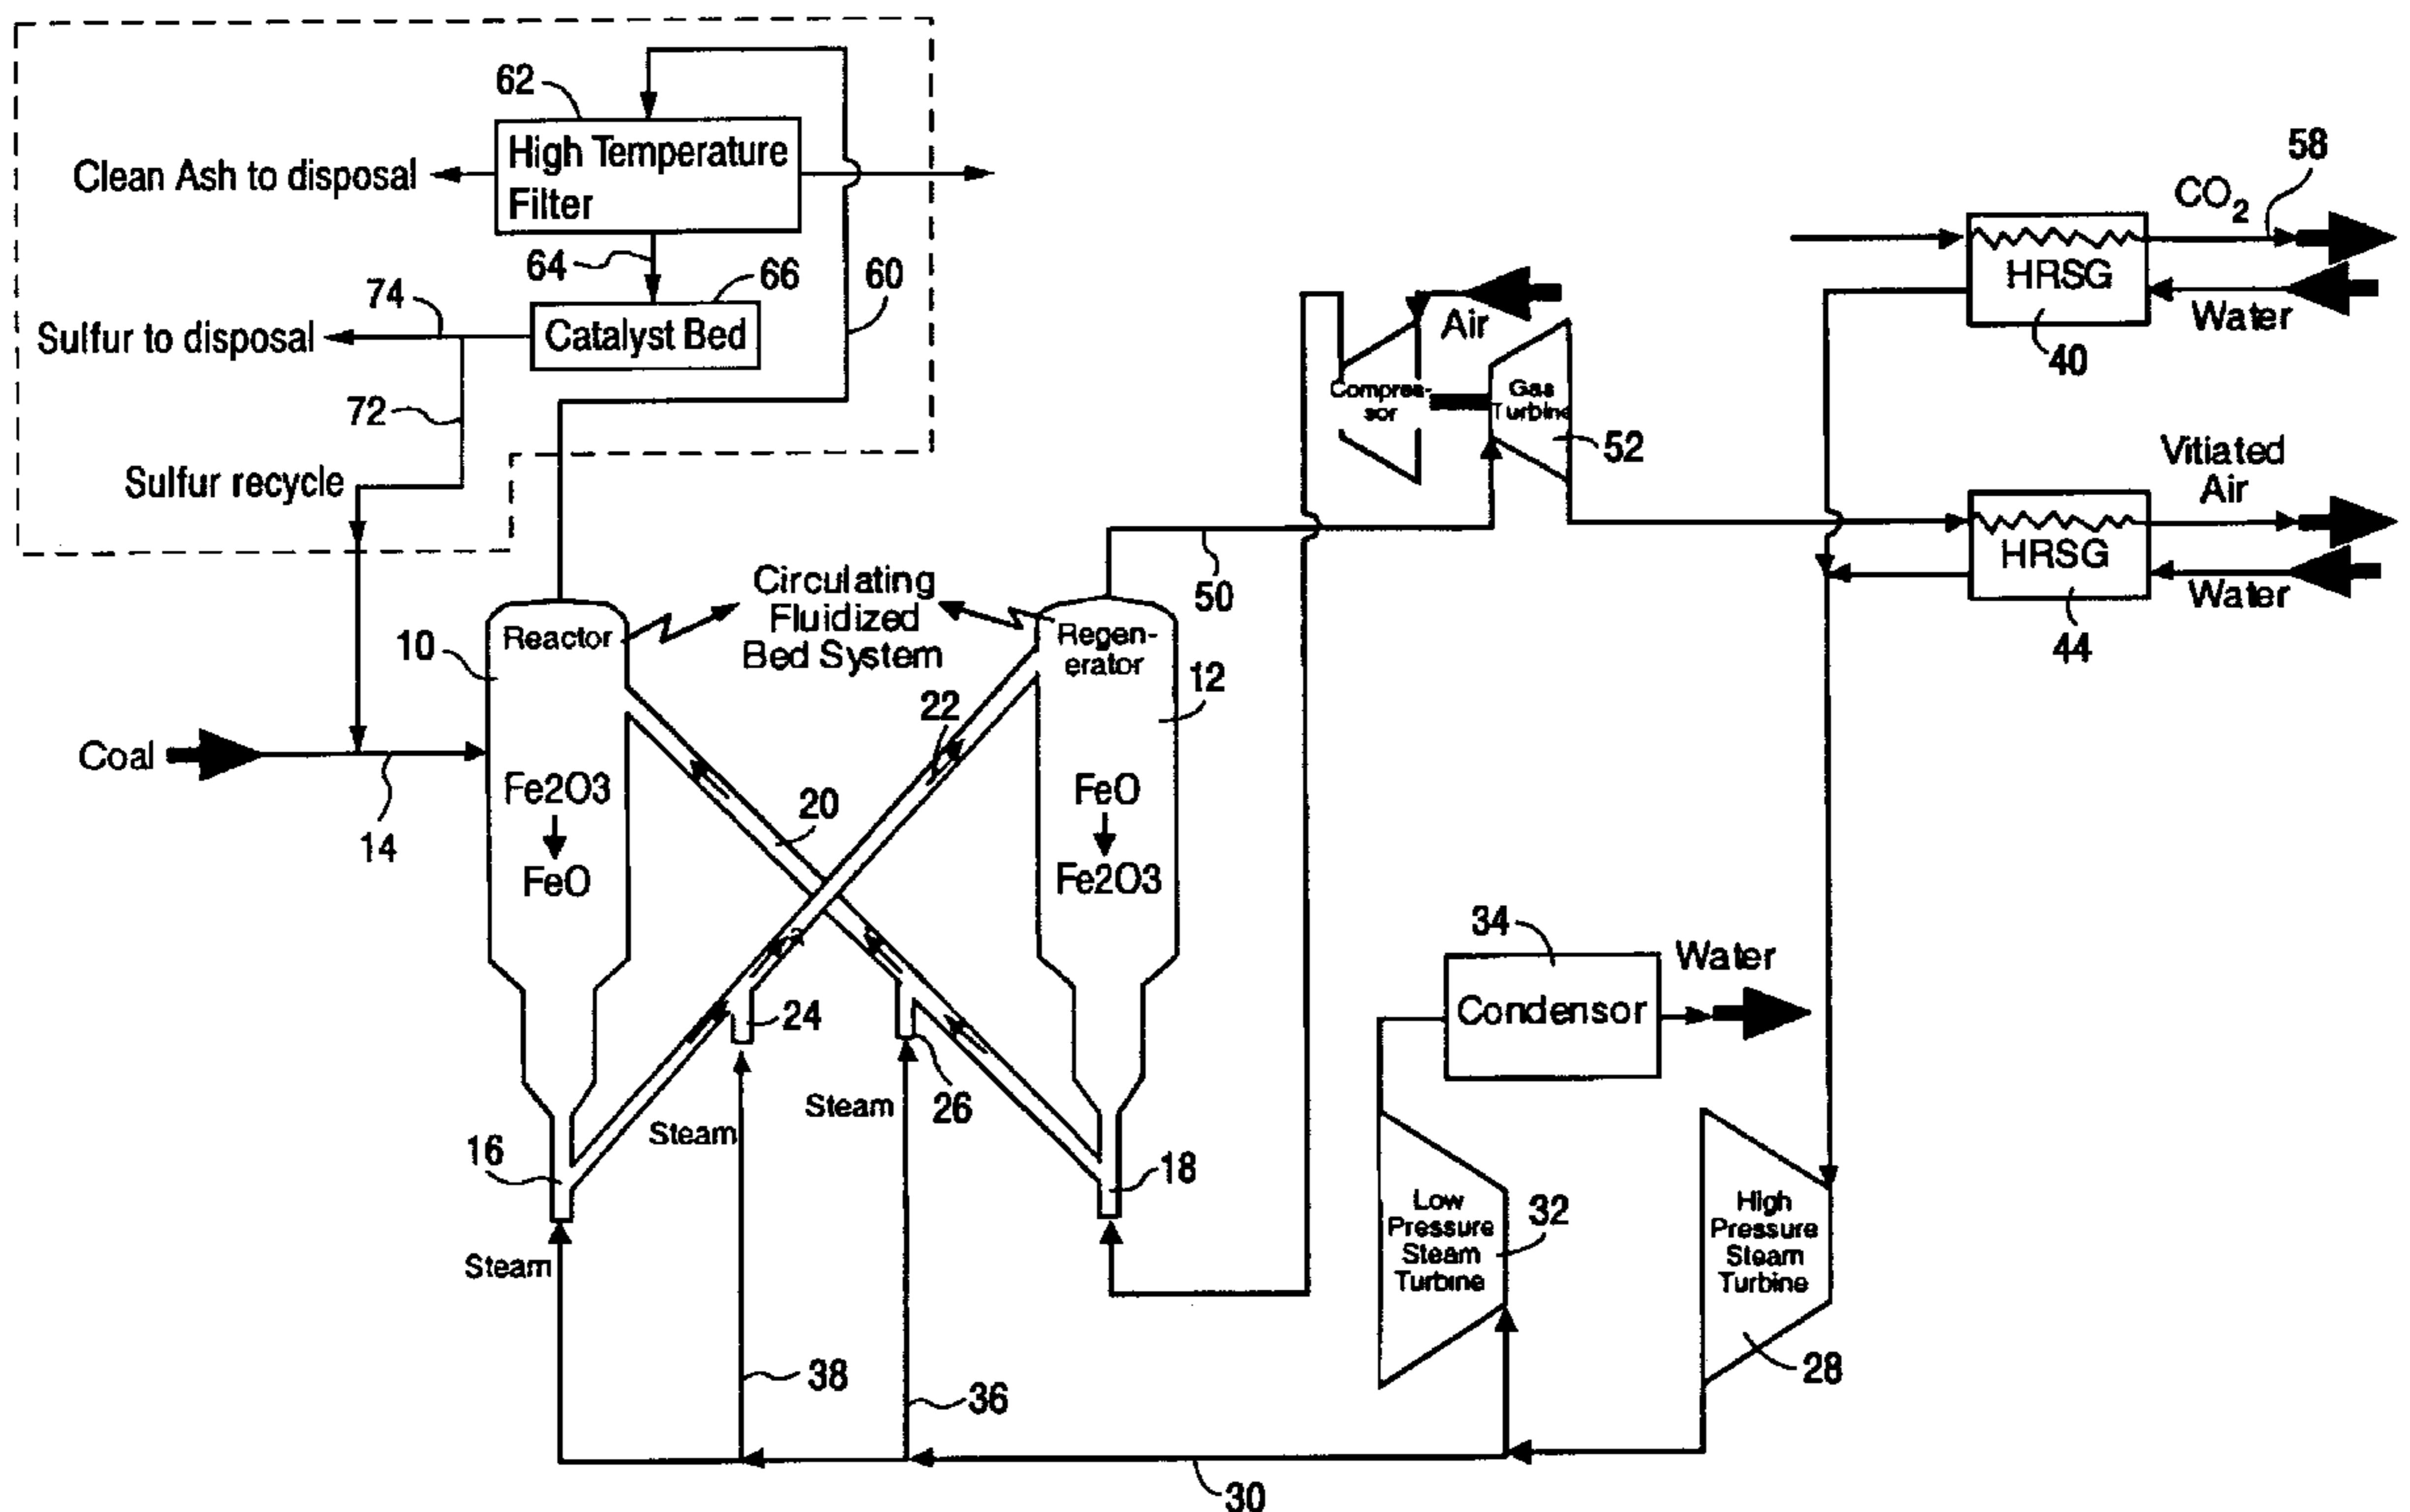 62
High Temperature
Filter
Clean Ash to disposal
64
66
60
74
Catalyst Bed
Sulfur to disposal
72
Sulfur recycle
58
CO2
HRSG
Water
40
Air
Compres-
sor
Gas
Turbine
52
Vitiated
Air
HRSG
Water
44
50
Circulating
Fluidized
Bed System
10
Reactor
Regen-
erator
12
22
Coal
14
Fe2O3
FeO
20
FeO
Fe2O3
24
26
Steam
Steam
16
18
Steam
34
Condensor
Water
Low
Pressure
Steam
Turbine
32
High
Pressure
Steam
Turbine
28
38
36
30